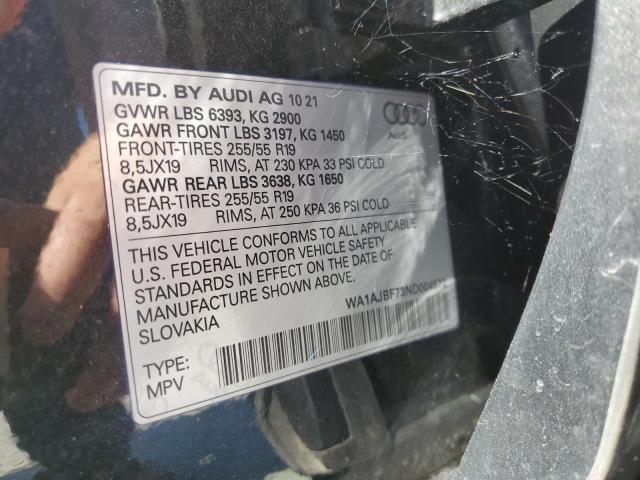 MFD. BY AUDI AG 10 21
GVWR LBS 6393, KG 2900
GAWR FRONT LBS 3197, KG 1450
FRONT-TIRES 255/55 R19
8,5JX19 RIMS, AT 230 KPA 33 PSI COLD
GAWR REAR LBS 3638, KG 1650
REAR-TIRES 255/55 R19
8,5JX19 RIMS, AT 250 KPA 36 PSI COLD
Audi
THIS VEHICLE CONFORMS TO ALL APPLICABLE
U.S. FEDERAL MOTOR VEHICLE SAFETY
STANDARDS IN EFFECT ON THE DATE OF
MANUFACTURE SHOWN ABOVE
SLOVAKIA
TYPE:
MPV